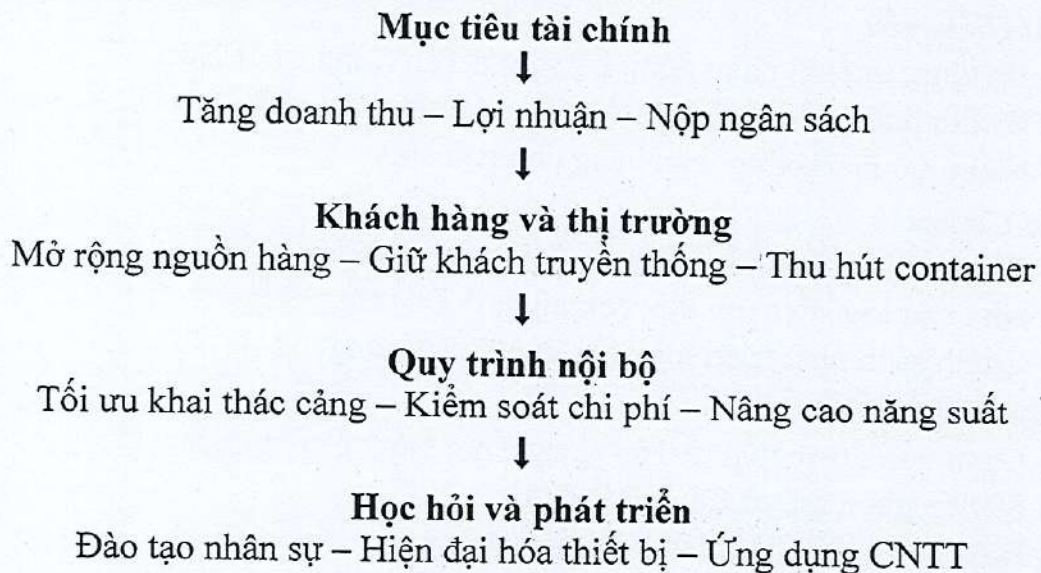 Mục tiêu tài chính
↓
Tăng doanh thu – Lợi nhuận – Nộp ngân sách
↓
Khách hàng và thị trường
Mở rộng nguồn hàng – Giữ khách truyền thống – Thu hút container
↓
Quy trình nội bộ
Tối ưu khai thác cảng – Kiểm soát chi phí – Nâng cao năng suất
↓
Học hỏi và phát triển
Đào tạo nhân sự – Hiện đại hóa thiết bị – Ứng dụng CNTT